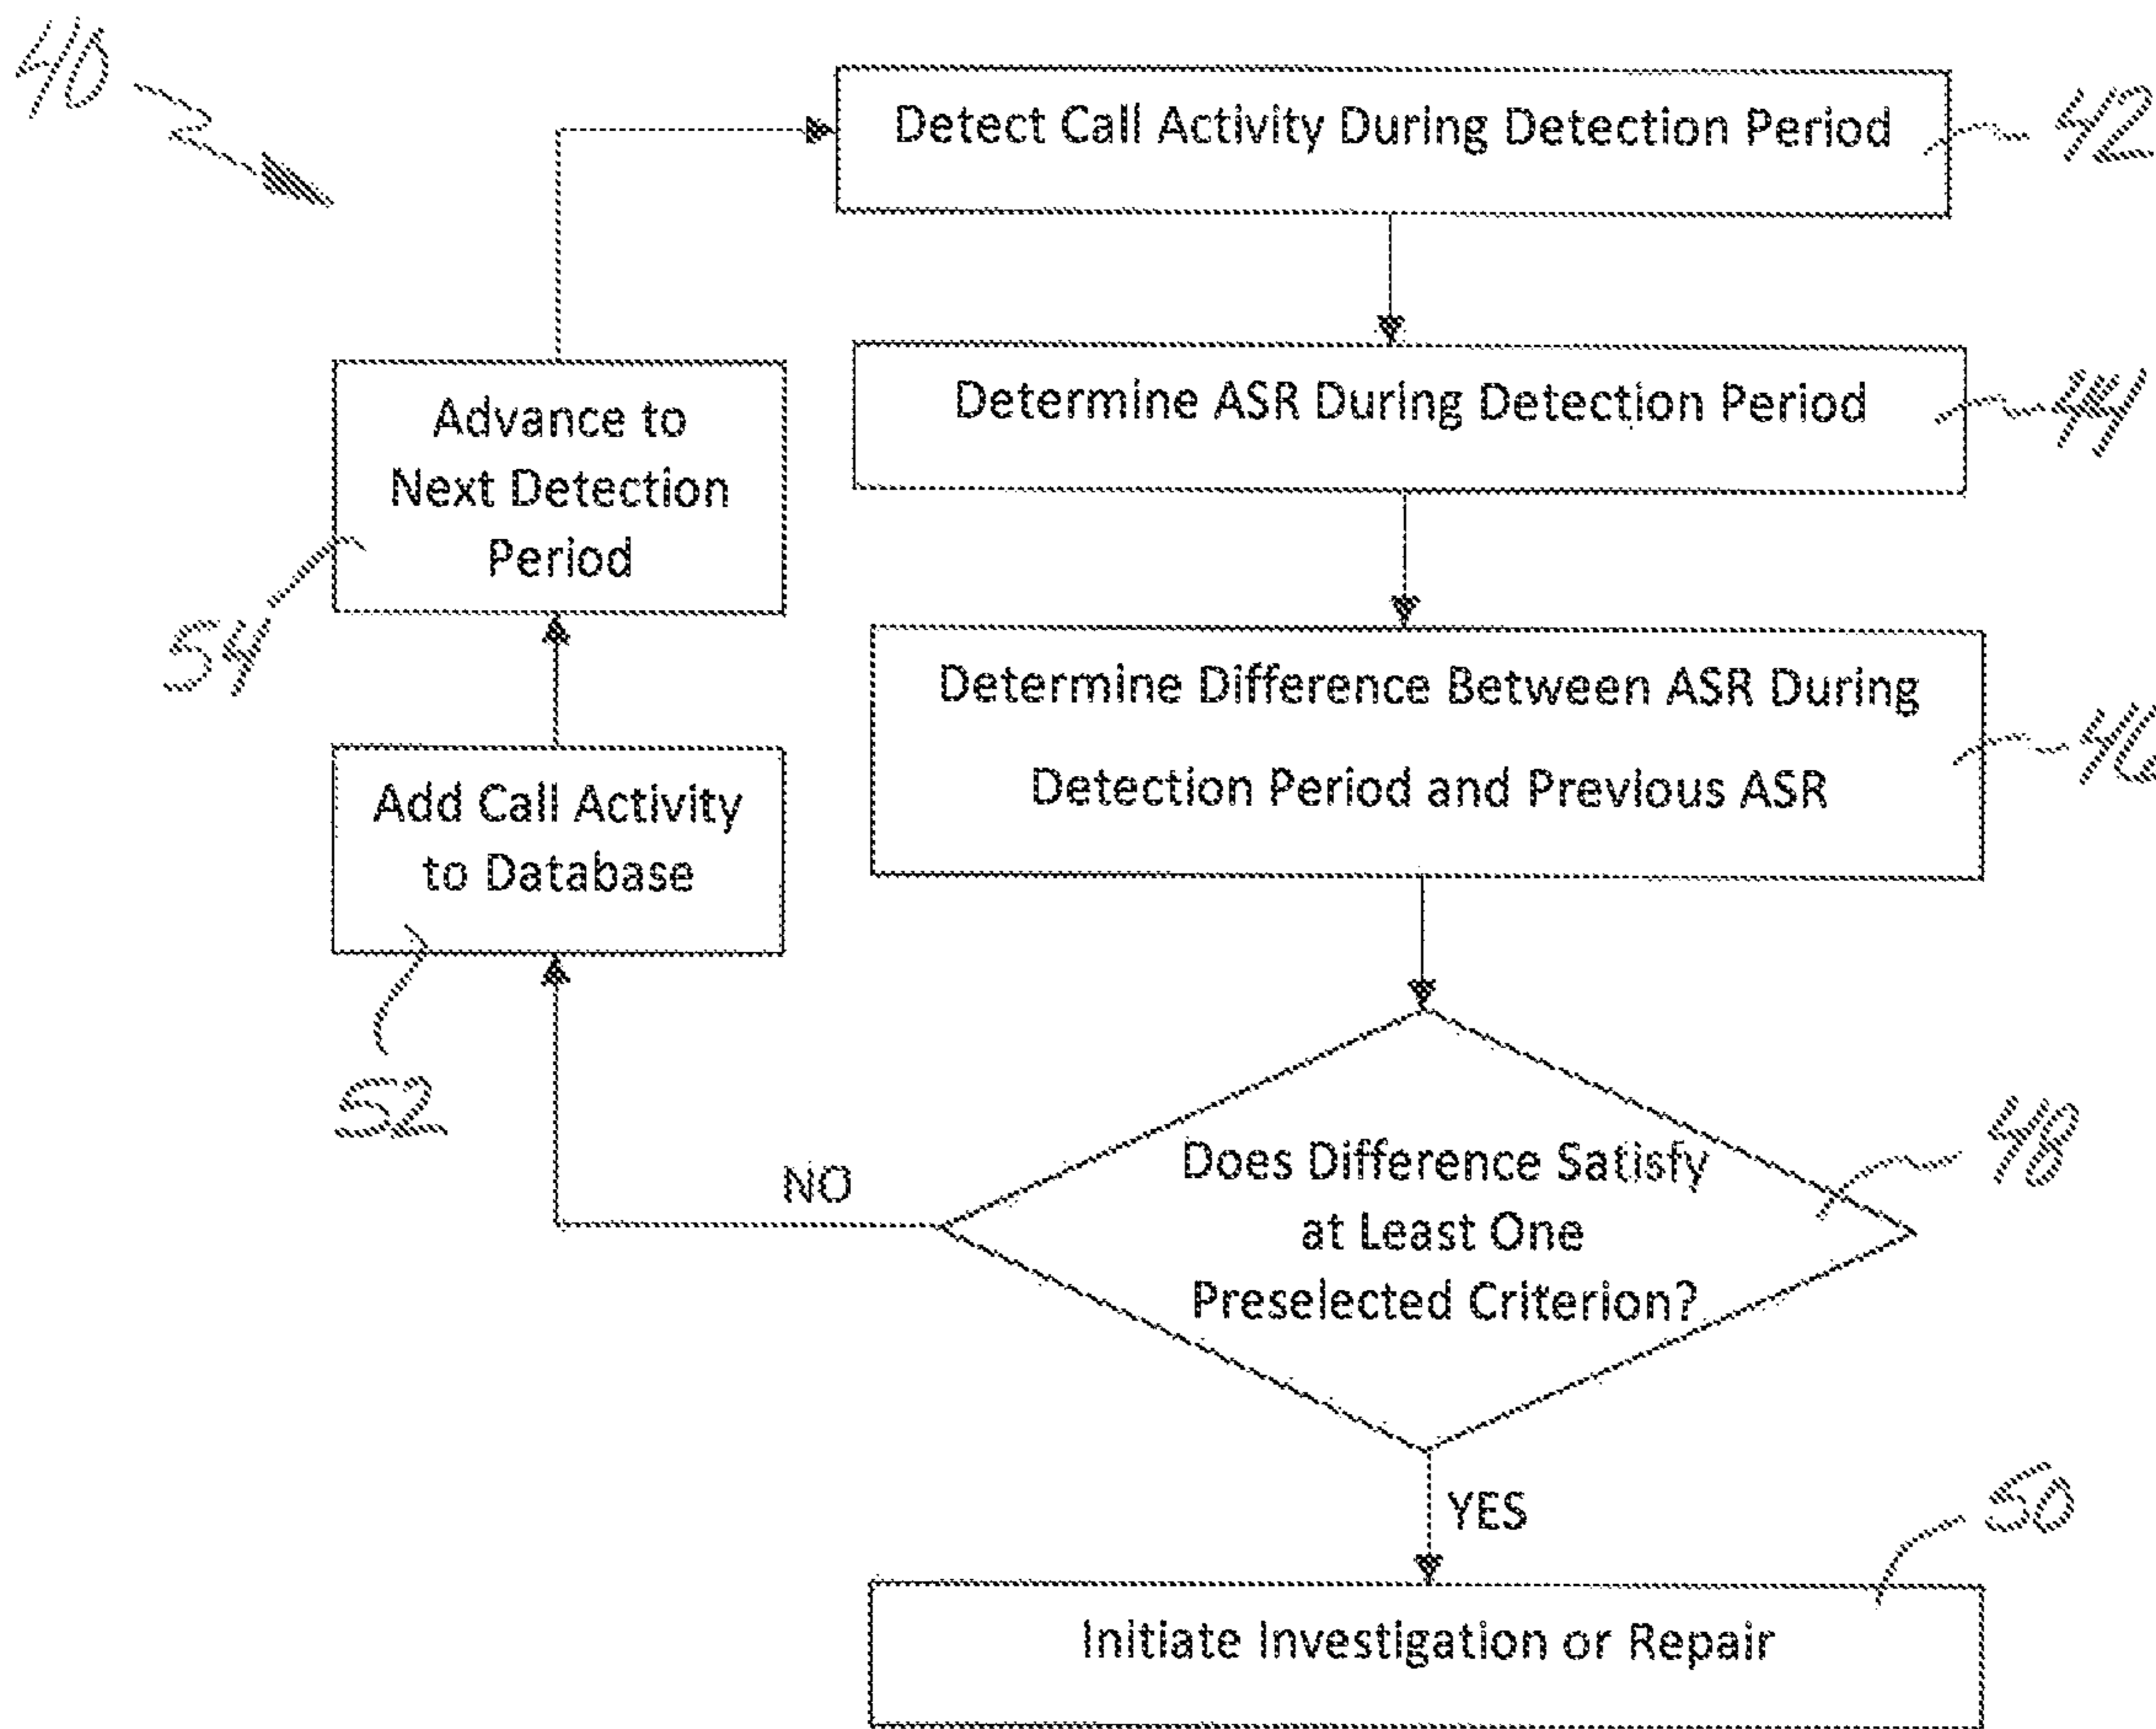 40
Detect Call Activity During Detection Period
42
Determine ASR During Detection Period
44
Advance to
Next Detection
Period
54
Determine Difference Between ASR During
Detection Period and Previous ASR
46
Add Call Activity
to Database
52
Does Difference Satisfy
at Least One
Preselected Criterion?
48
NO
YES
50
Initiate Investigation or Repair